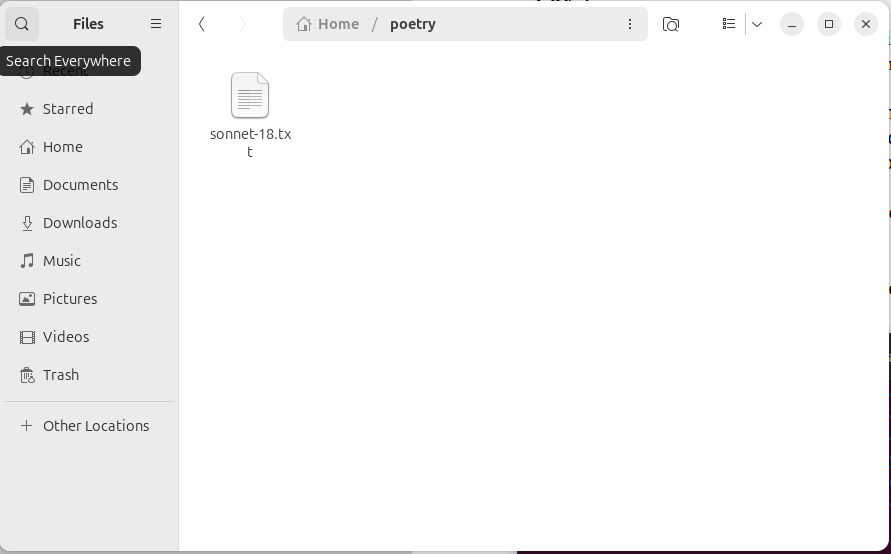 Files
Home / poetry
Search Everywhere
Recent
Starred
Home
Documents
Downloads
Music
Pictures
Videos
Trash
Other Locations
sonnet-18.tx
t